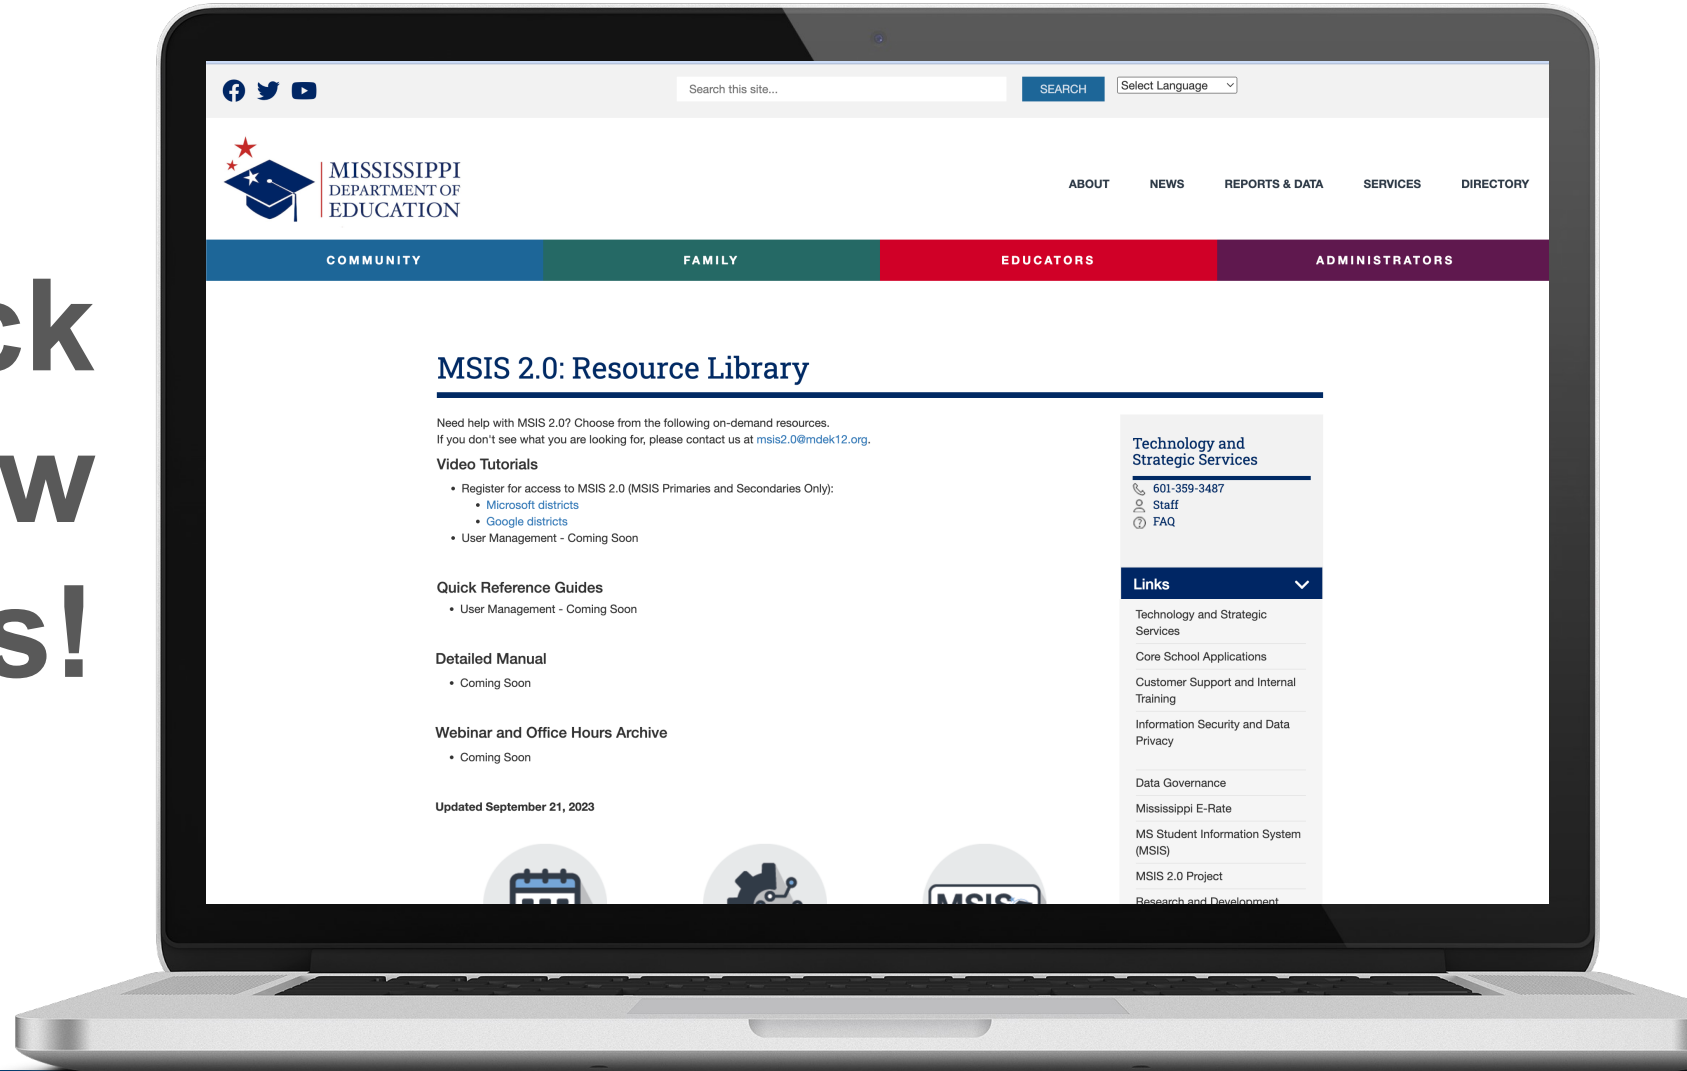 ck
w
s!
Search this site...
SEARCH
Select Language
MISSISSIPPI
DEPARTMENT OF
EDUCATION
ABOUT NEWS REPORTS & DATA SERVICES DIRECTORY
COMMUNITY FAMILY EDUCATORS ADMINISTRATORS
MSIS 2.0: Resource Library
Need help with MSIS 2.0? Choose from the following on-demand resources.
If you don't see what you are looking for, please contact us at msis2.0@mdek12.org.
Video Tutorials
• Register for access to MSIS 2.0 (MSIS Primaries and Secondaries Only):
• Microsoft districts
• Google districts
• User Management - Coming Soon
Quick Reference Guides
• User Management - Coming Soon
Detailed Manual
• Coming Soon
Webinar and Office Hours Archive
• Coming Soon
Updated September 21, 2023
MSIS
Technology and
Strategic Services
601-359-3487
Staff
FAQ
Links
Technology and Strategic
Services
Core School Applications
Customer Support and Internal
Training
Information Security and Data
Privacy
Data Governance
Mississippi E-Rate
MS Student Information System
(MSIS)
MSIS 2.0 Project
Research and Development